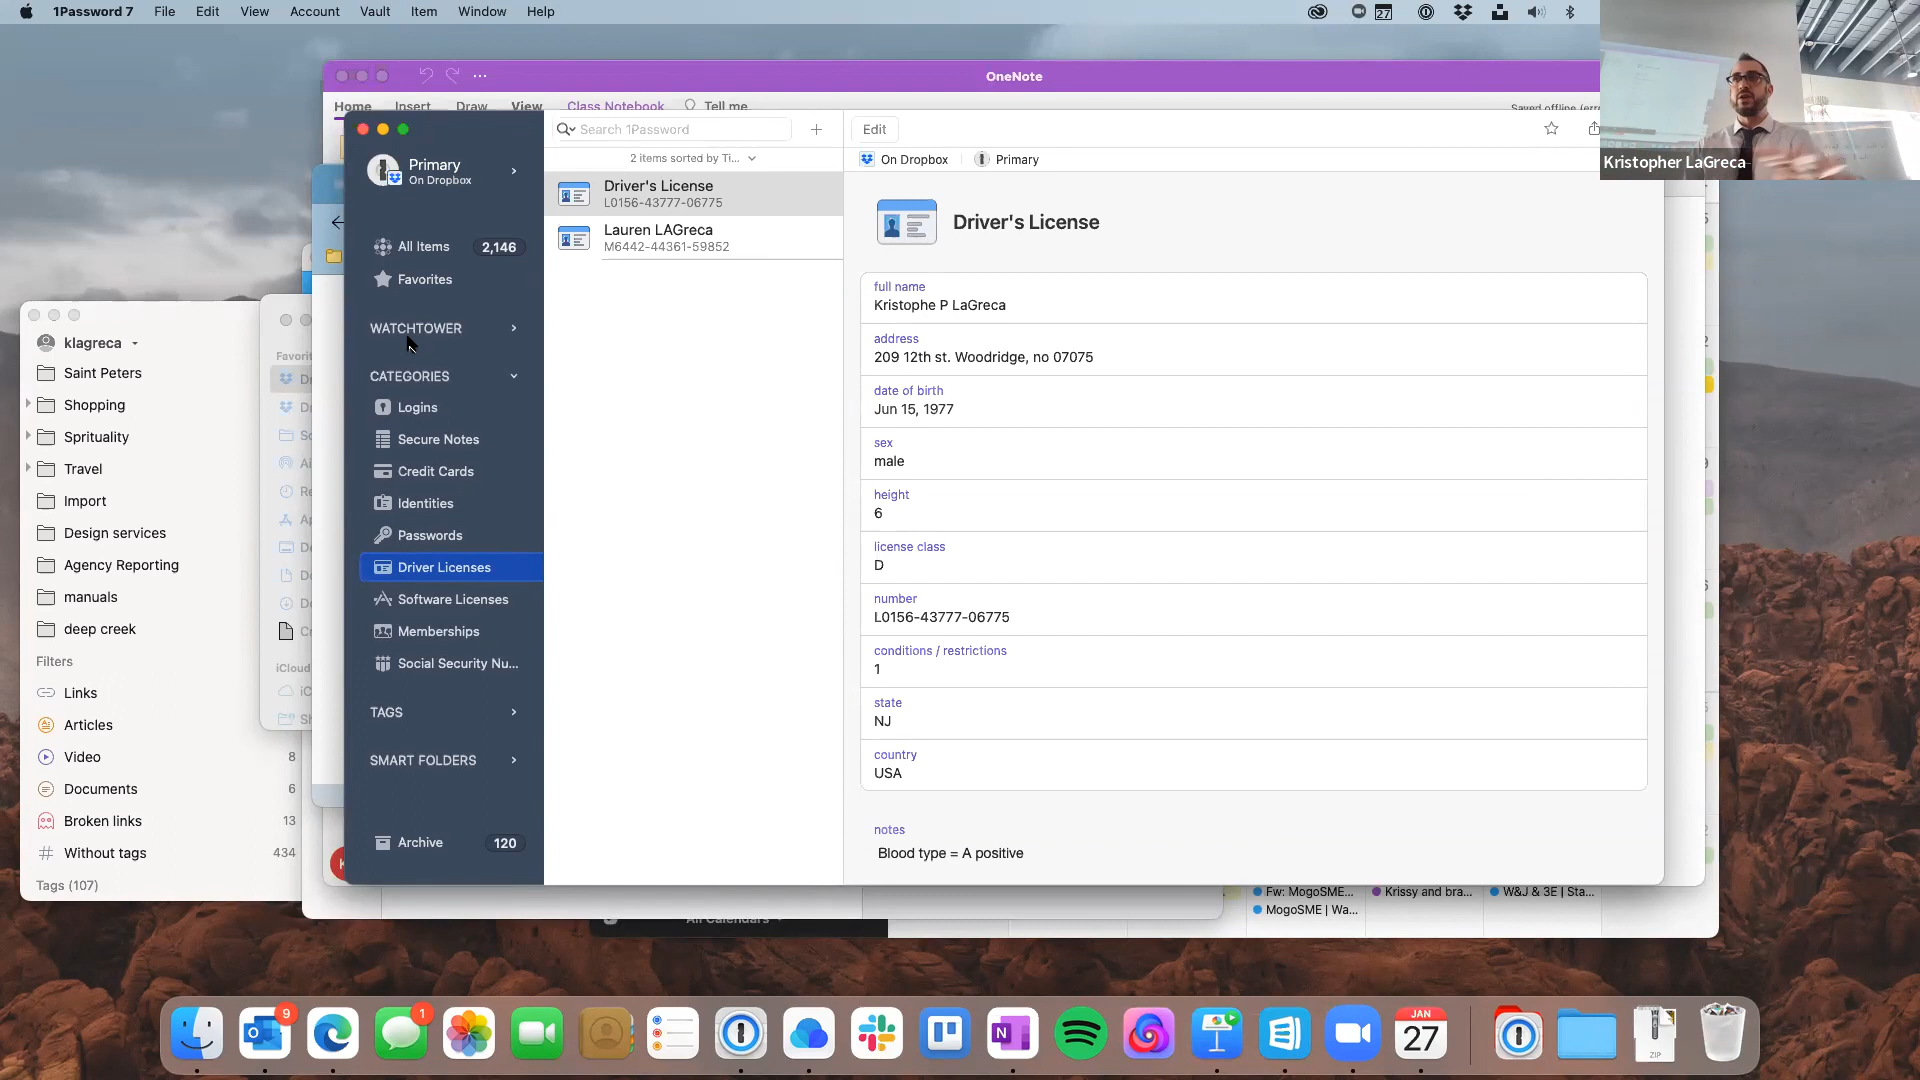 1Password 7 File Edit View Account Vault Item Window Help
27
OneNote
Home Insert Draw View Class Notebook Tell me
Kristopher LaGreca
Primary
On Dropbox
All Items 2,146
Favorites
WATCHTOWER
CATEGORIES
Logins
Secure Notes
Credit Cards
Identities
Passwords
Driver Licenses
Software Licenses
Memberships
Social Security Nu...
TAGS
SMART FOLDERS
Archive 120
Search 1Password
2 items sorted by Ti...
Driver's License
L0156-43777-06775
Lauren LAGreca
M6442-44361-59852
Edit
On Dropbox Primary
Driver's License
full name
Kristophe P LaGreca
address
209 12th st. Woodridge, no 07075
date of birth
Jun 15, 1977
sex
male
height
6
license class
D
number
L0156-43777-06775
conditions / restrictions
1
state
NJ
country
USA
notes
Blood type = A positive
klagreca
Saint Peters
Shopping
Sprituality
Travel
Import
Design services
Agency Reporting
manuals
deep creek
Filters
Links
Articles
Video 8
Documents 6
Broken links 13
Without tags 434
Tags (107)
iCloud
All Calendars
Fw: MogoSME...
Krissy and bra...
W&J & 3E | Sta...
MogoSME | Wa...
9
1
JAN
27
ZIP